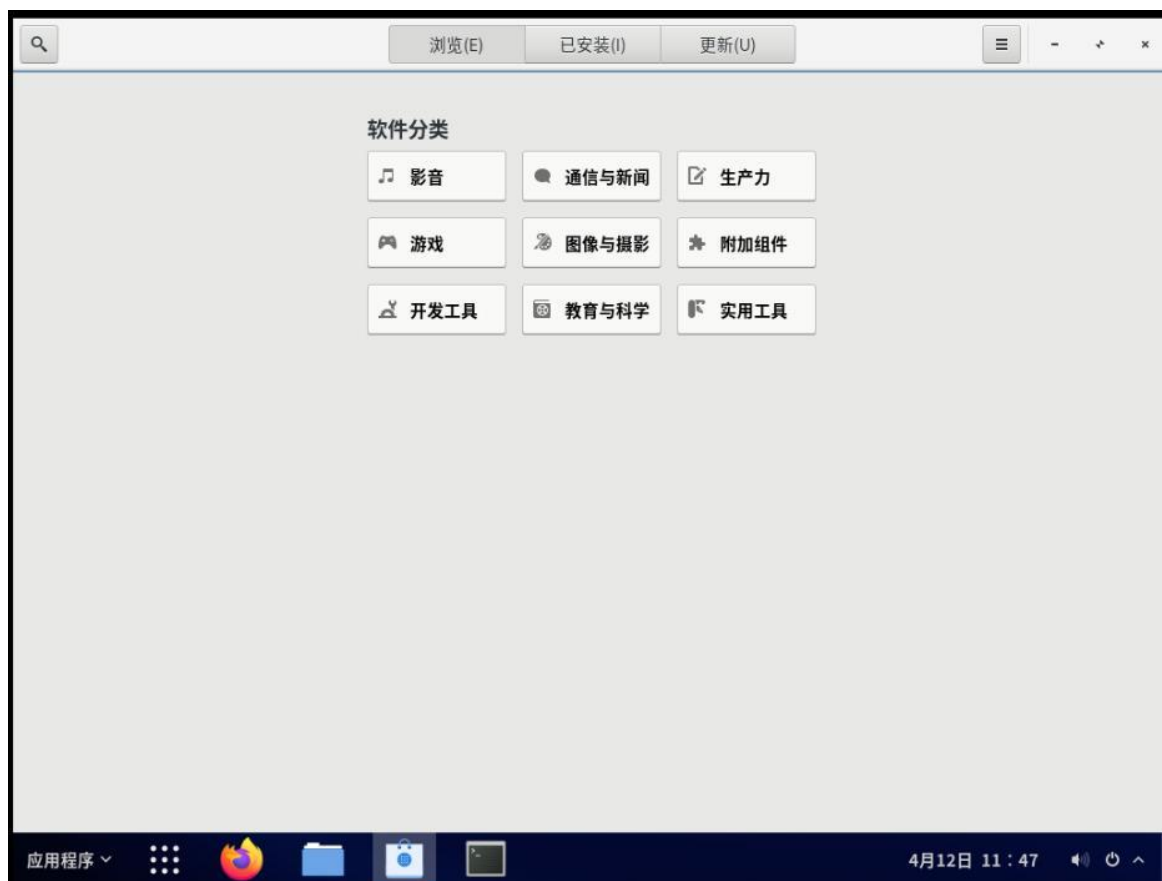 浏览(E) 已安装(I) 更新(U)
软件分类
影音 通信与新闻 生产力
游戏 图像与摄影 附加组件
开发工具 教育与科学 实用工具
应用程序 4月12日 11:47